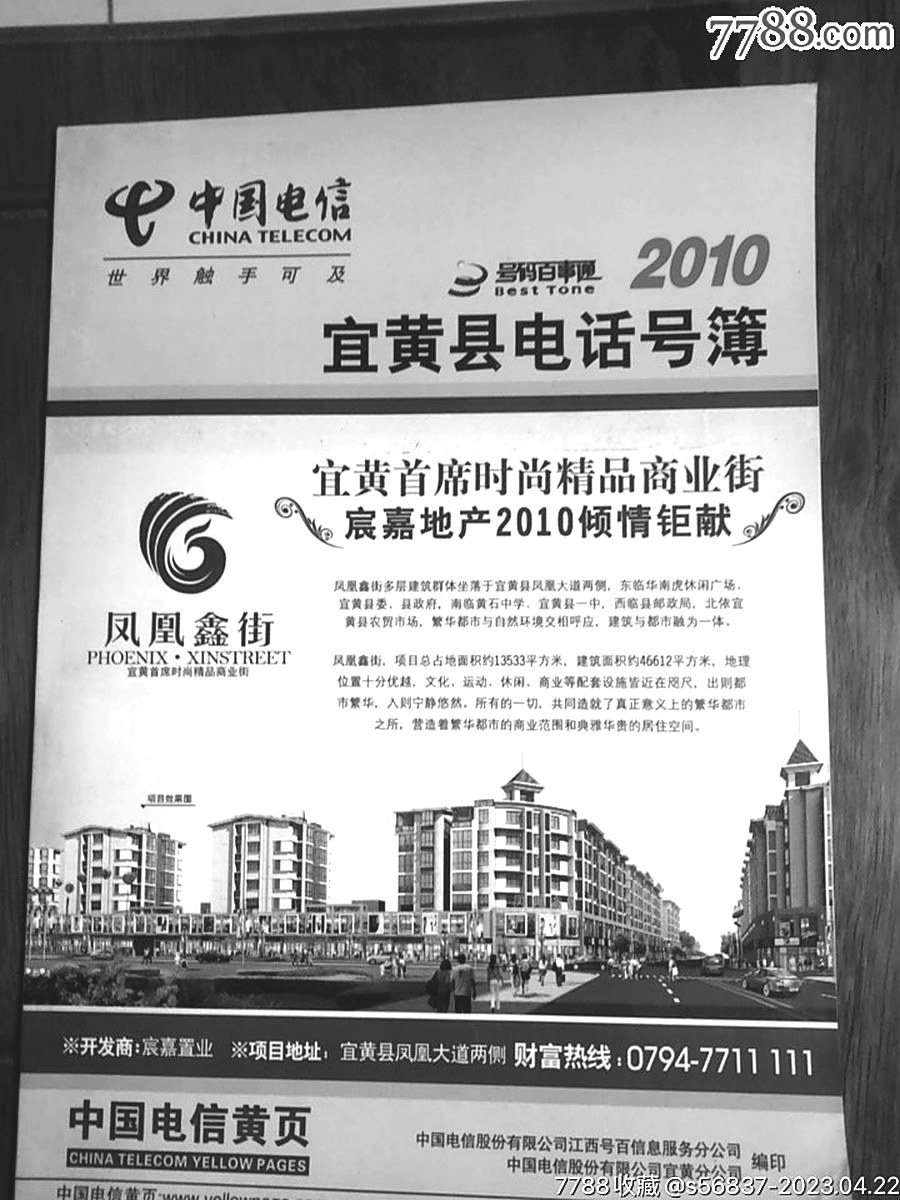 7788.com
中国电信
CHINA TELECOM
世界触手可及
号码百事通
Best Tone
2010
宜黄县电话号簿
宜黄首席时尚精品商业街
宸嘉地产2010倾情钜献
凤凰鑫街
PHOENIX·XINSTREET
宜黄首席时尚精品商业街
凤凰鑫街多层建筑群体坐落于宜黄县凤凰大道两侧，东临华南虎休闲广场、
宜黄县委、县政府，南临黄石中学、宜黄县一中，西临县邮政局，北依宜
黄县农贸市场，繁华都市与自然环境交相呼应，建筑与都市融为一体。
凤凰鑫街，项目总占地面积约13533平方米，建筑面积约46612平方米，地理
位置十分优越，文化、运动、休闲、商业等配套设施皆近在咫尺，出则都
市繁华，入则宁静悠然。所有的一切，共同造就了真正意义上的繁华都市
之所，营造着繁华都市的商业范围和典雅华贵的居住空间。
项目效果图
※开发商:宸嘉置业 ※项目地址：宜黄县凤凰大道两侧 财富热线:0794-7711 111
中国电信黄页
CHINA TELECOM YELLOW PAGES
中国电信股份有限公司江西号百信息服务分公司
中国电信股份有限公司宜黄分公司
编印
中国电信黄页:www.yellowpage
7788收藏@s56837-2023.04.22